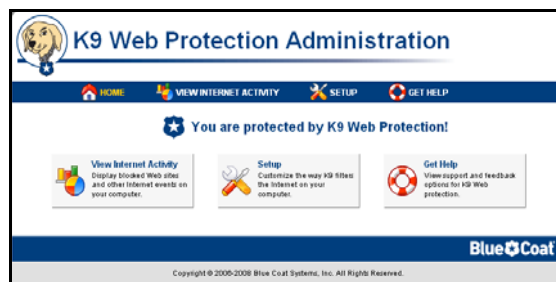 K9 Web Protection Administration
HOME
VIEW INTERNET ACTIVITY
SETUP
GET HELP
You are protected by K9 Web Protection!
View Internet Activity
Display blocked Web sites
and other Internet events on
your computer.
Setup
Customize the way K9 filters
the Internet on your
computer.
Get Help
View support and feedback
options for K9 Web
protection.
Blue Coat
Copyright © 2006-2008 Blue Coat Systems, Inc. All Rights Reserved.